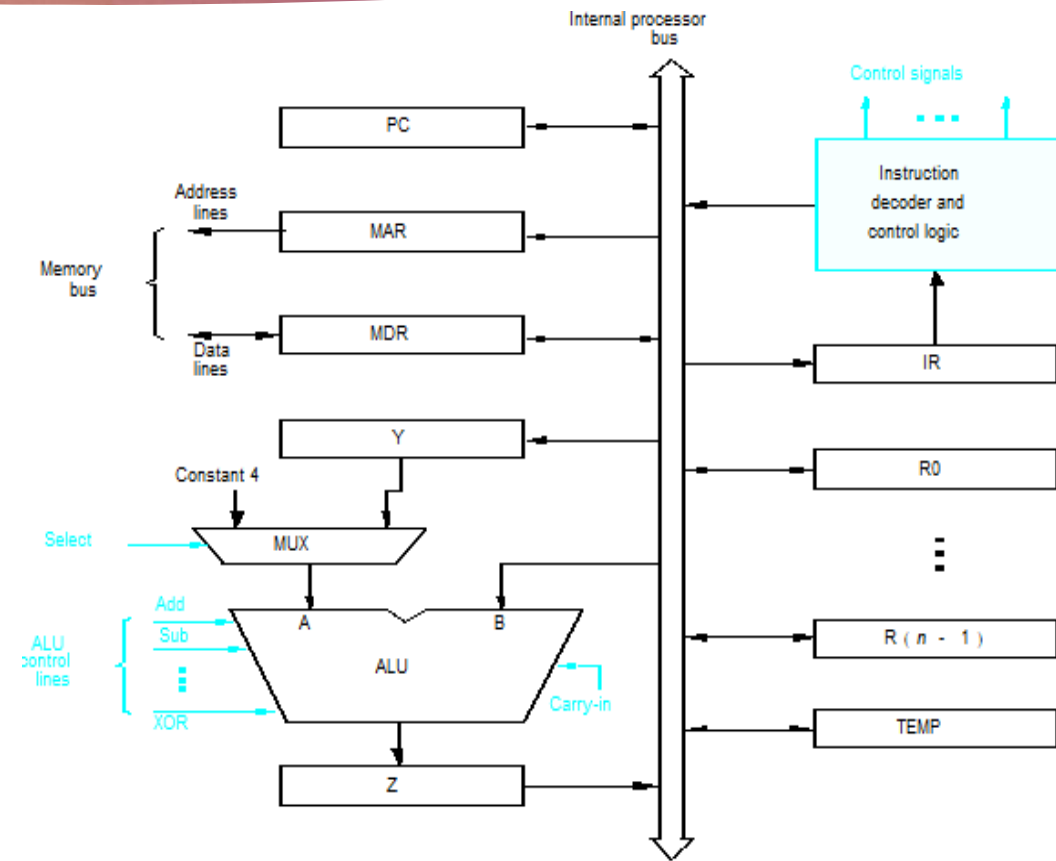 Internal processor
bus
Control signals
PC
Instruction
decoder and
control logic
Address
lines
MAR
Memory
bus
MDR
Data
lines
IR
Y
Constant 4
R0
Select
MUX
Add
A
B
Sub
ALU
control
lines
ALU
R ( n - 1 )
Carry-in
XOR
TEMP
Z